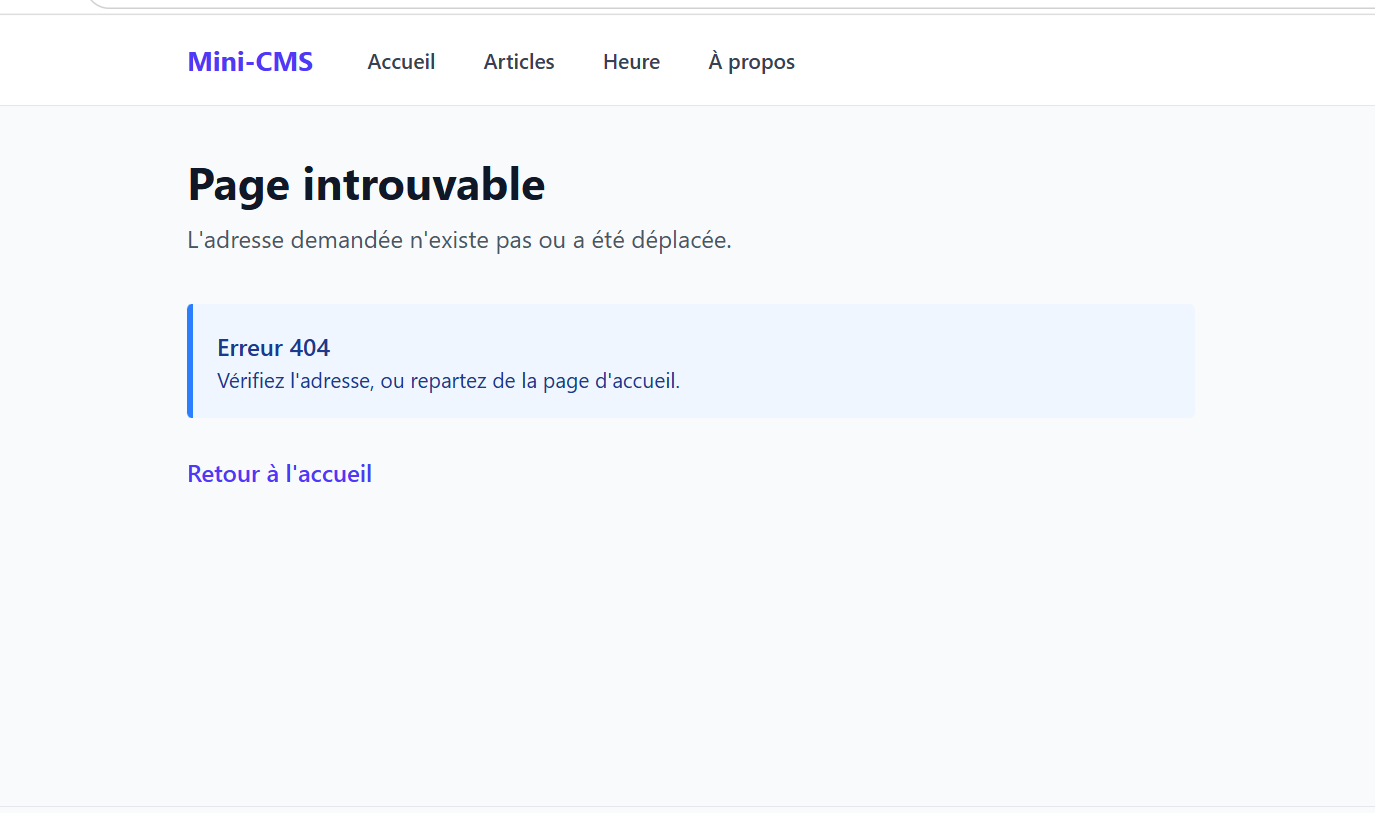 Mini-CMS Accueil Articles Heure À propos
Page introuvable
L'adresse demandée n'existe pas ou a été déplacée.
Erreur 404
Vérifiez l'adresse, ou repartez de la page d'accueil.
Retour à l'accueil